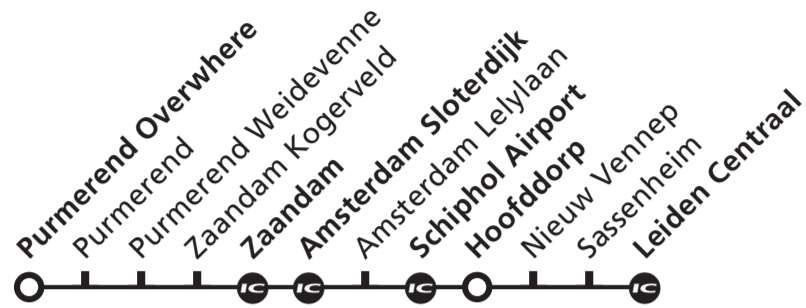 Purmerend Overwhere
Purmerend
Purmerend Weidevenne
Zaandam Kogerveld
Zaandam
Amsterdam Sloterdijk
Amsterdam Lelylaan
Schiphol Airport
Hoofddorp
Nieuw Vennep
Sassenheim
Leiden Centraal
IC IC IC IC